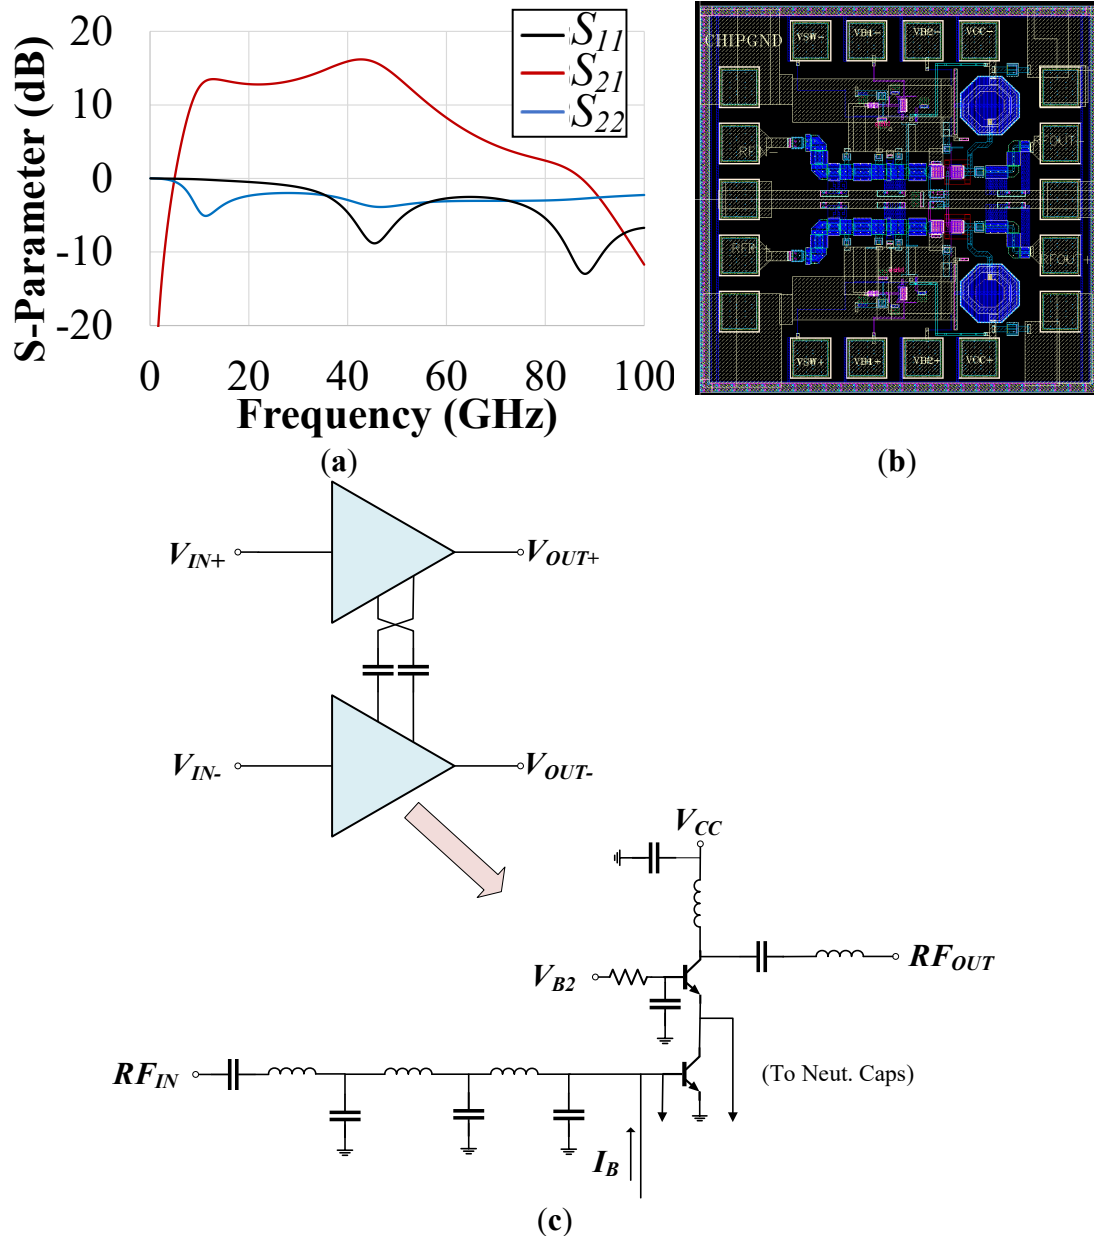 S-Parameter (dB)
20
10
0
-10
-20
0 20 40 60 80 100
Frequency (GHz)
S11
S21
S22
(a)
CHIPGND
VSW- VB1- VB2- VCC-
RFOUT-
RFOUT+
VSW+ VB1+ VB2+ VCC+
(b)
VIN+
VOUT+
VIN-
VOUT-
VCC
VB2
RFOUT
RFIN
(To Neut. Caps)
IB
(c)